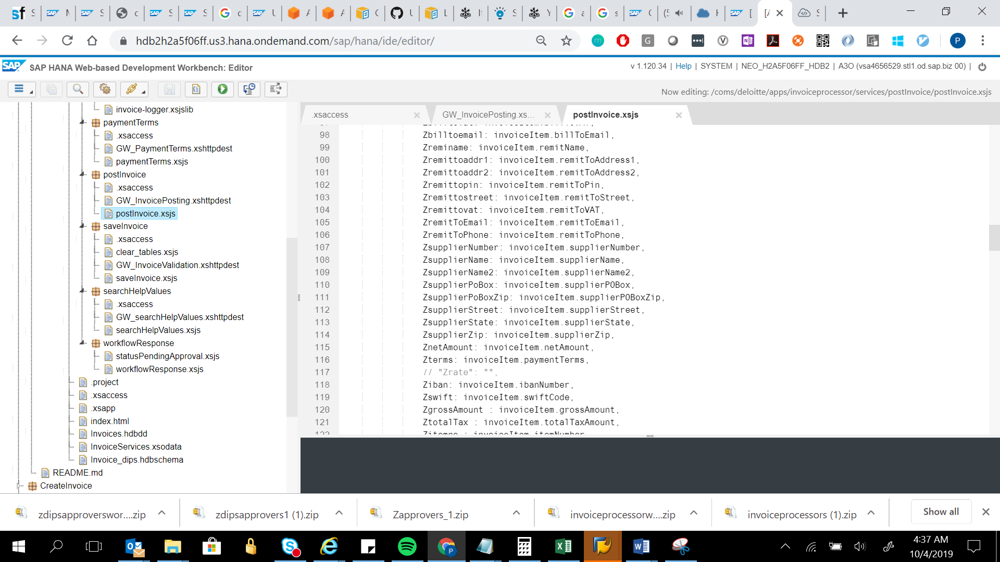 hdb2h2a5f06ff.us3.hana.ondemand.com/sap/hana/ide/editor/
SAP HANA Web-based Development Workbench: Editor
v 1.120.34 | Help | SYSTEM | NEO_H2A5F06FF_HDB2 | A3O (vsa4656529.stl1.od.sap.biz 00) |
Now editing: /coms/deloitte/apps/invoiceprocessor/services/postInvoice/postInvoice.xsjs
invoice-logger.xsjslib
paymentTerms
.xsaccess
GW_PaymentTerms.xshttpdest
paymentTerms.xsjs
postInvoice
.xsaccess
GW_InvoicePosting.xshttpdest
postInvoice.xsjs
saveInvoice
.xsaccess
clear_tables.xsjs
GW_InvoiceValidation.xshttpdest
saveInvoice.xsjs
searchHelpValues
.xsaccess
GW_searchHelpValues.xshttpdest
searchHelpValues.xsjs
workflowResponse
statusPendingApproval.xsjs
workflowResponse.xsjs
.project
.xsaccess
.xsapp
index.html
Invoices.hdbdd
InvoiceServices.xsodata
Invoice_dips.hdbschema
README.md
CreateInvoice
.xsaccess
GW_InvoicePosting.xs...
postInvoice.xsjs
98 Zbilltoemail: invoiceItem.billToEmail,
99 Zreminame: invoiceItem.remitName,
100 Zremittoaddr1: invoiceItem.remitToAddress1,
101 Zremittoaddr2: invoiceItem.remitToAddress2,
102 Zremittopin: invoiceItem.remitToPin,
103 Zremittostreet: invoiceItem.remitToStreet,
104 Zremittovat: invoiceItem.remitToVAT,
105 ZremitToEmail: invoiceItem.remitToEmail,
106 ZremitToPhone: invoiceItem.remitToPhone,
107 ZsupplierNumber: invoiceItem.supplierNumber,
108 ZsupplierName: invoiceItem.supplierName,
109 ZsupplierName2: invoiceItem.supplierName2,
110 ZsupplierPoBox: invoiceItem.supplierPOBox,
111 ZsupplierPoBoxZip: invoiceItem.supplierPOBoxZip,
112 ZsupplierStreet: invoiceItem.supplierStreet,
113 ZsupplierState: invoiceItem.supplierState,
114 ZsupplierZip: invoiceItem.supplierZip,
115 ZnetAmount: invoiceItem.netAmount,
116 Zterms: invoiceItem.paymentTerms,
117 // "Zrate": "",
118 Ziban: invoiceItem.ibanNumber,
119 Zswift: invoiceItem.swiftCode,
120 ZgrossAmount : invoiceItem.grossAmount,
121 ZtotalTax : invoiceItem.totalTaxAmount,
zdipsapproverswor....zip
zdipsapprovers1 (1).zip
Zapprovers_1.zip
invoiceprocessorw....zip
invoiceprocessors (1).zip
Show all
4:37 AM
10/4/2019